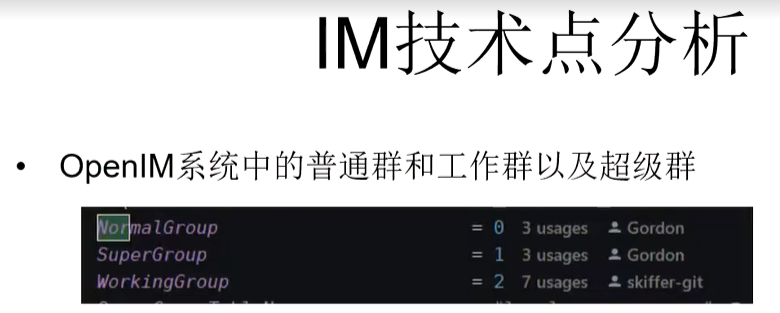 IM技术点分析
• OpenIM系统中的普通群和工作群以及超级群
NormalGroup = 0 3 usages Gordon
SuperGroup = 1 3 usages Gordon
WorkingGroup = 2 7 usages skiffer-git